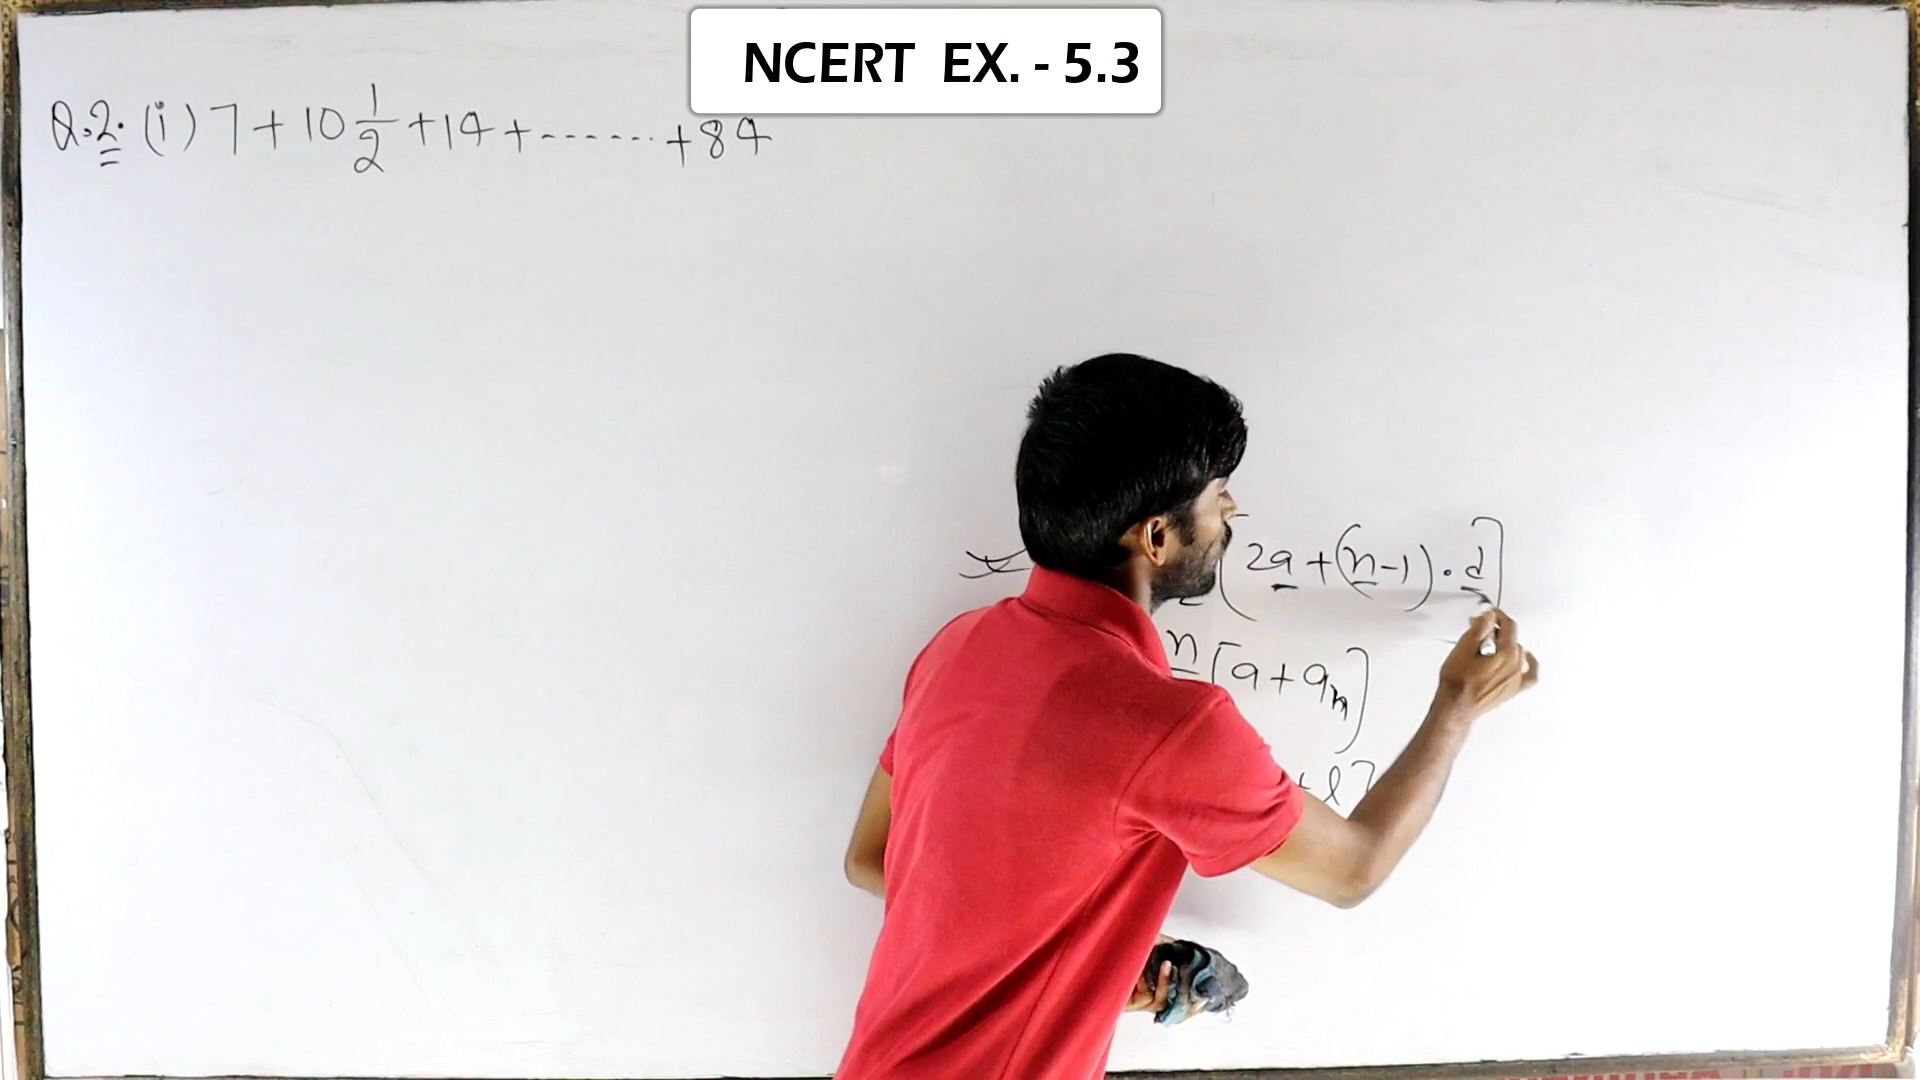 NCERT EX. - 5.3
Q.2. (i) 7 + 10 1/2 + 14 + ........ + 84
[2a + (n-1) . d]
n [a + an]
+ l]